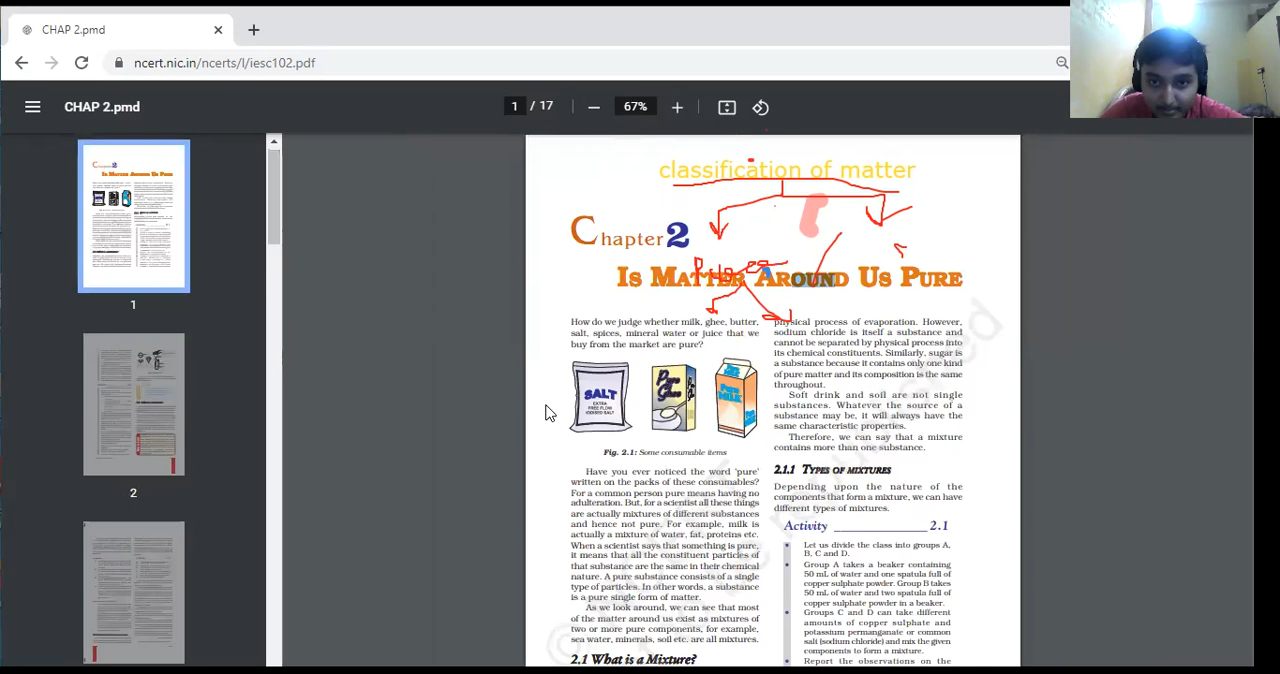 CHAP 2.pmd
ncert.nic.in/ncerts/l/iesc102.pdf
CHAP 2.pmd
1 / 17
67%
classification of matter
Chapter 2
IS MATTER AROUND US PURE
How do we judge whether milk, ghee, butter,
salt, spices, mineral water or juice that we
buy from the market are pure?
SALT
EXTRA
FREE FLOW
IODISED SALT
Pure
Ghee
Pure
MILK
Fig. 2.1: Some consumable items
Have you ever noticed the word 'pure'
written on the packs of these consumables?
For a common person pure means having no
adulteration. But, for a scientist all these things
are actually mixtures of different substances
and hence not pure. For example, milk is
actually a mixture of water, fat, proteins etc.
When a scientist says that something is pure,
it means that all the constituent particles of
that substance are the same in their chemical
nature. A pure substance consists of a single
type of particles. In other words, a substance
is a pure single form of matter.
As we look around, we can see that most
of the matter around us exist as mixtures of
two or more pure components, for example,
sea water, minerals, soil etc. are all mixtures.
2.1 What is a Mixture?
physical process of evaporation. However,
sodium chloride is itself a substance and
cannot be separated by physical process into
its chemical constituents. Similarly, sugar is
a substance because it contains only one kind
of pure matter and its composition is the same
throughout.
Soft drink and soil are not single
substances. Whatever the source of a
substance may be, it will always have the
same characteristic properties.
Therefore, we can say that a mixture
contains more than one substance.
2.1.1 TYPES OF MIXTURES
Depending upon the nature of the
components that form a mixture, we can have
different types of mixtures.
Activity ______________ 2.1
• Let us divide the class into groups A,
B, C and D.
• Group A takes a beaker containing
50 mL of water and one spatula full of
copper sulphate powder. Group B takes
50 mL of water and two spatula full of
copper sulphate powder in a beaker.
• Groups C and D can take different
amounts of copper sulphate and
potassium permanganate or common
salt (sodium chloride) and mix the given
components to form a mixture.
• Report the observations on the
1
2